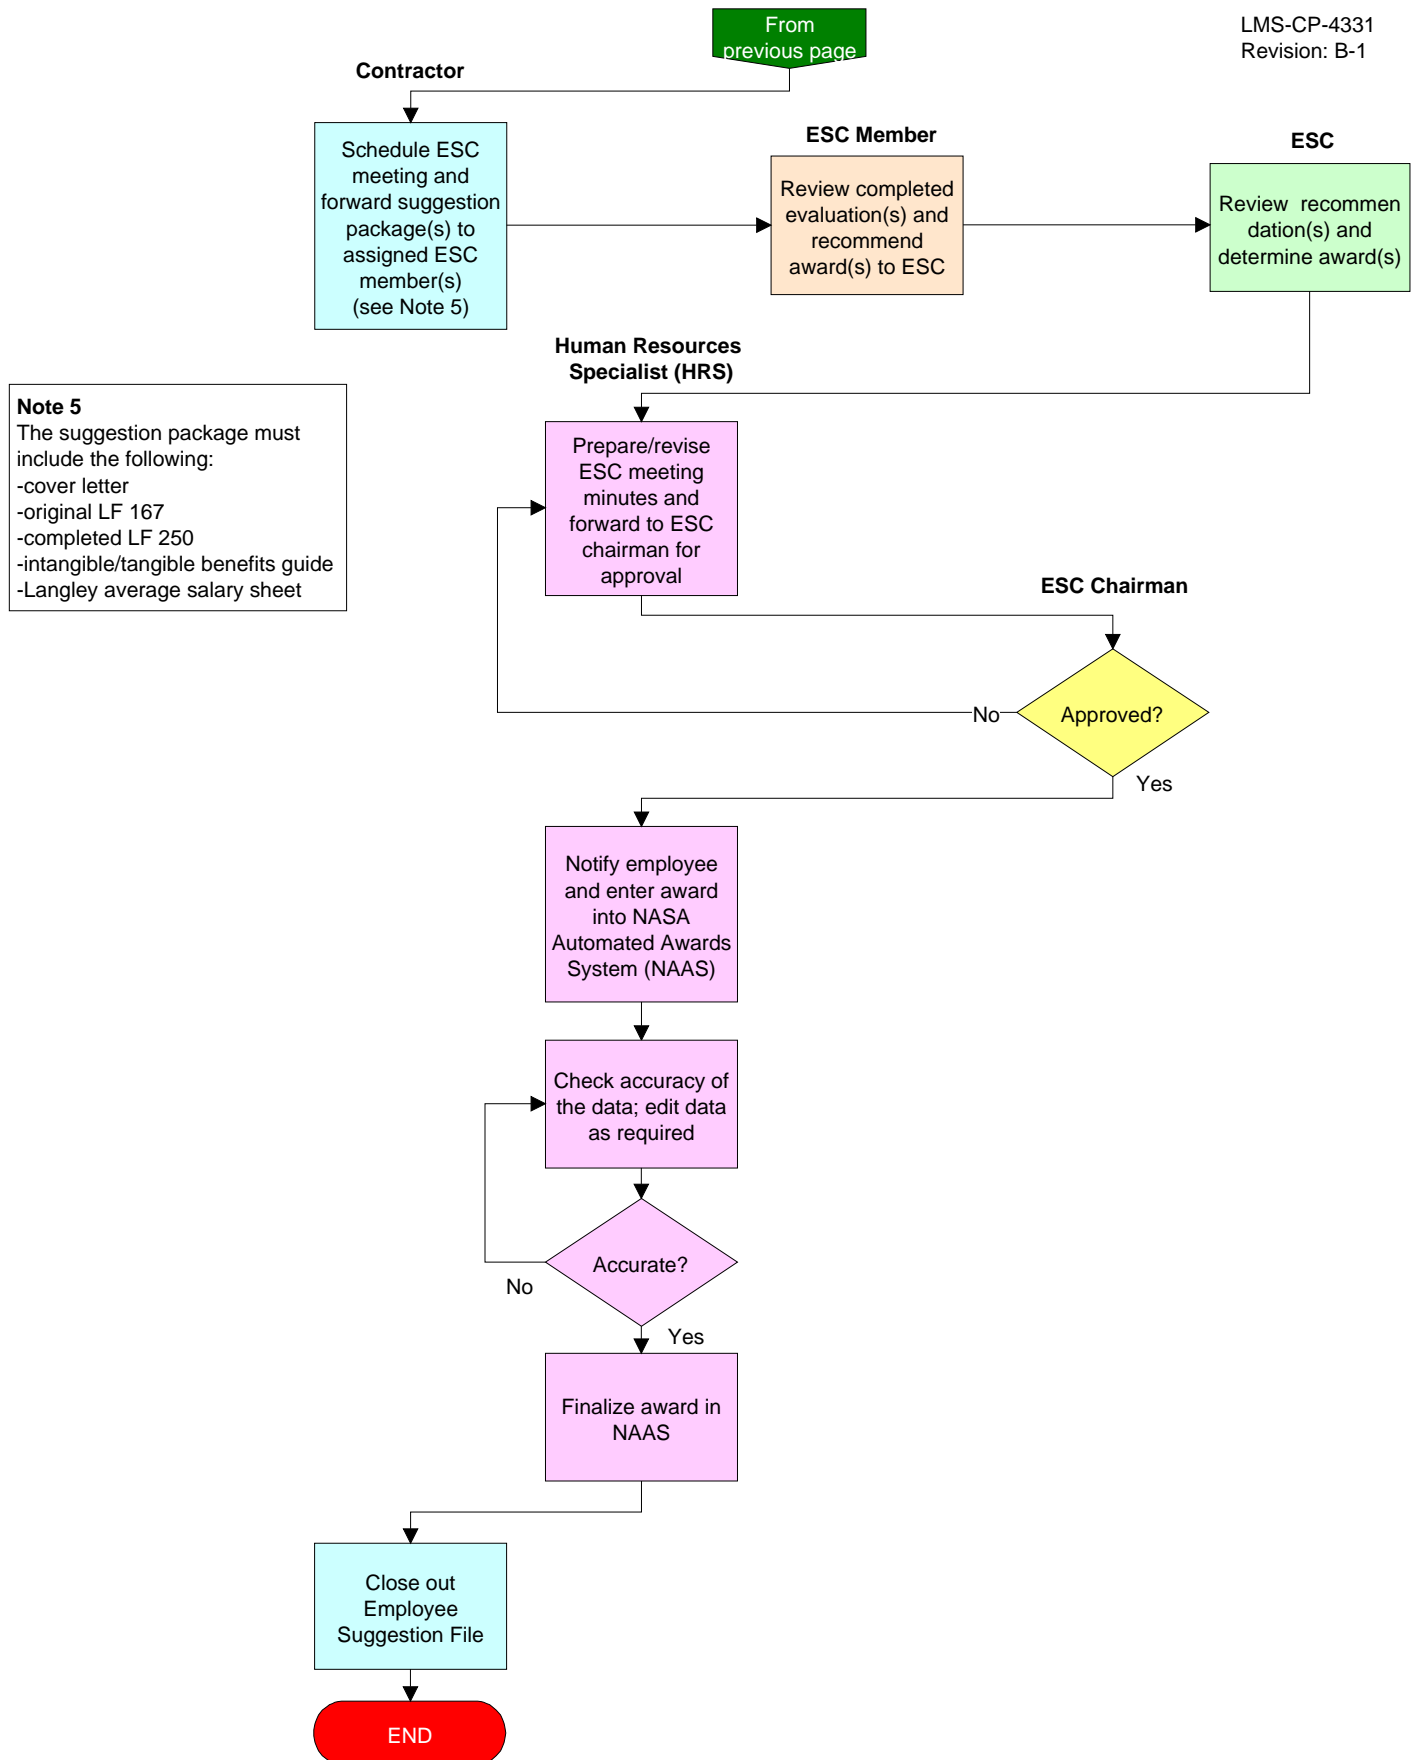 From
previous page
LMS-CP-4331
Revision: B-1
Contractor
Schedule ESC
meeting and
forward suggestion
package(s) to
assigned ESC
member(s)
(see Note 5)
ESC Member
Review completed
evaluation(s) and
recommend
award(s) to ESC
ESC
Review  recommen
dation(s) and
determine award(s)
Human Resources
Specialist (HRS)
Note 5
The suggestion package must
include the following:
-cover letter
-original LF 167
-completed LF 250
-intangible/tangible benefits guide
-Langley average salary sheet
Prepare/revise
ESC meeting
minutes and
forward to ESC
chairman for
approval
ESC Chairman
Approved?
No
Yes
Notify employee
and enter award
into NASA
Automated Awards
System (NAAS)
Check accuracy of
the data; edit data
as required
Accurate?
No
Yes
Finalize award in
NAAS
Close out
Employee
Suggestion File
END